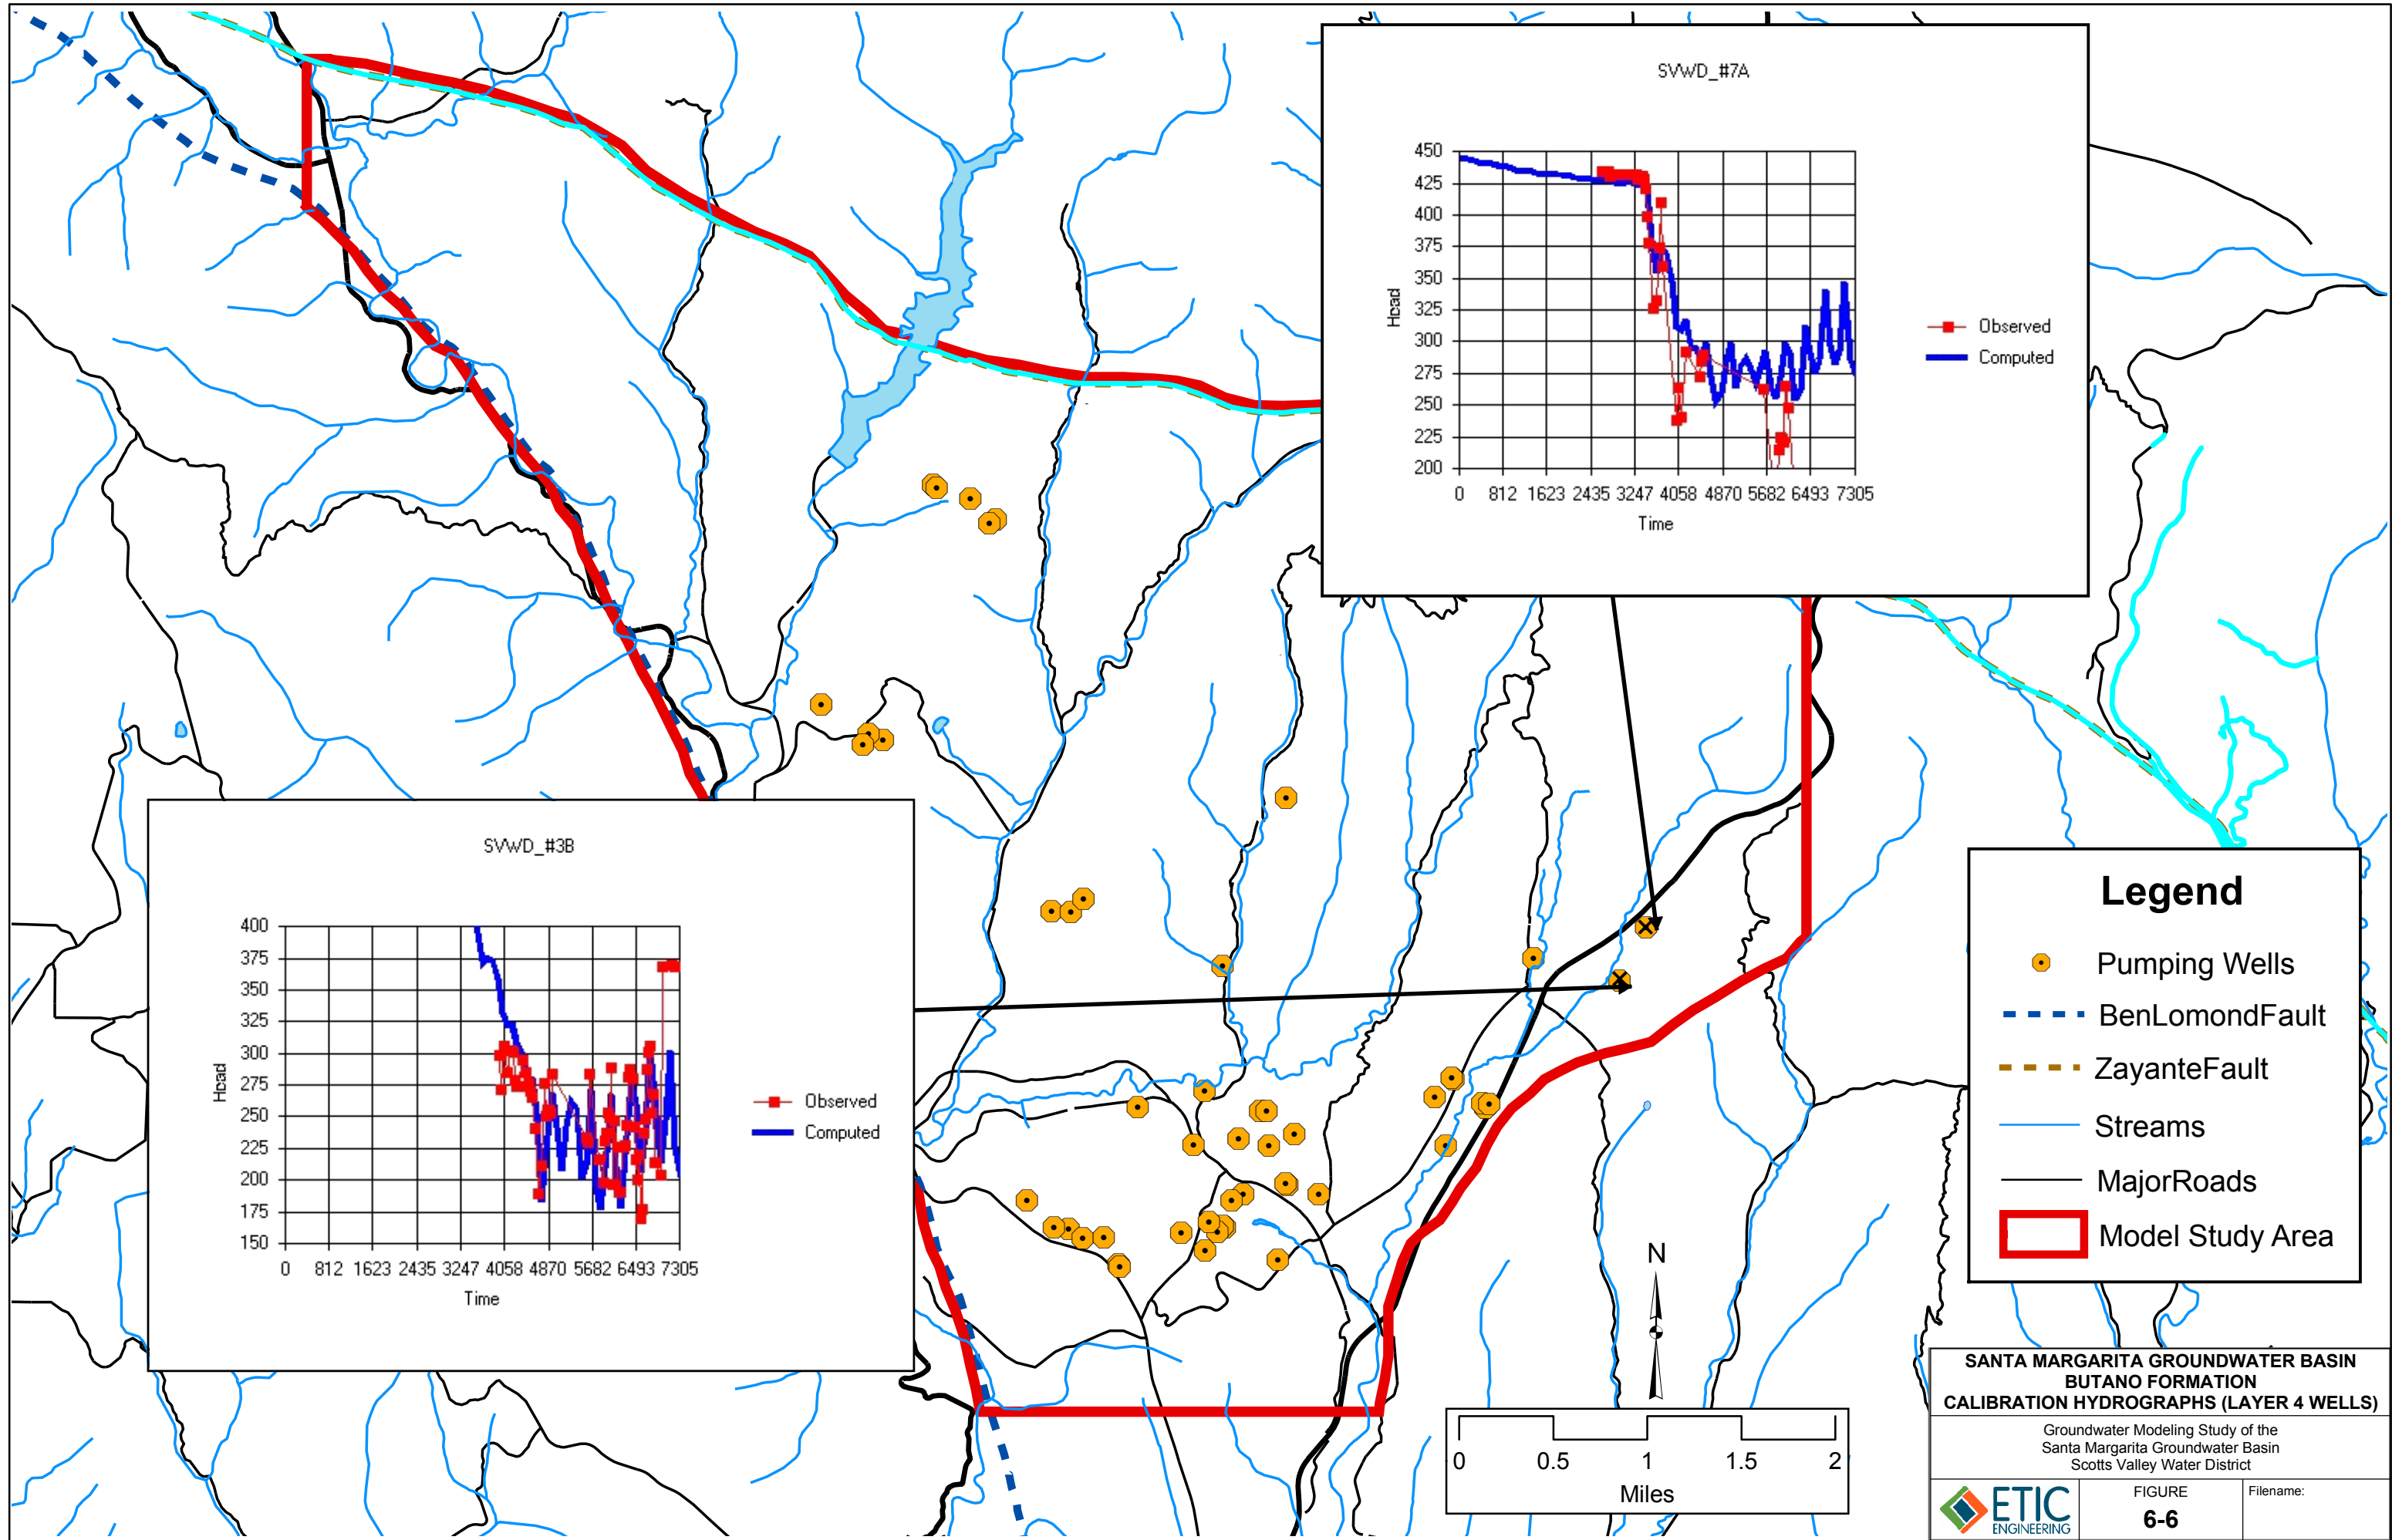 SVWD_#7A
450
425
400
375
350
325
300
275
250
225
200
Head
0 812 1623 2435 3247 4058 4870 5682 6493 7305
Time
Observed
Computed
SVWD_#3B
400
375
350
325
300
275
250
225
200
175
150
Head
0 812 1623 2435 3247 4058 4870 5682 6493 7305
Time
Observed
Computed
Legend
Pumping Wells
BenLomondFault
ZayanteFault
Streams
MajorRoads
Model Study Area
N
0 0.5 1 1.5 2
Miles
SANTA MARGARITA GROUNDWATER BASIN
BUTANO FORMATION
CALIBRATION HYDROGRAPHS (LAYER 4 WELLS)
Groundwater Modeling Study of the
Santa Margarita Groundwater Basin
Scotts Valley Water District
ETIC
ENGINEERING
FIGURE
6-6
Filename: